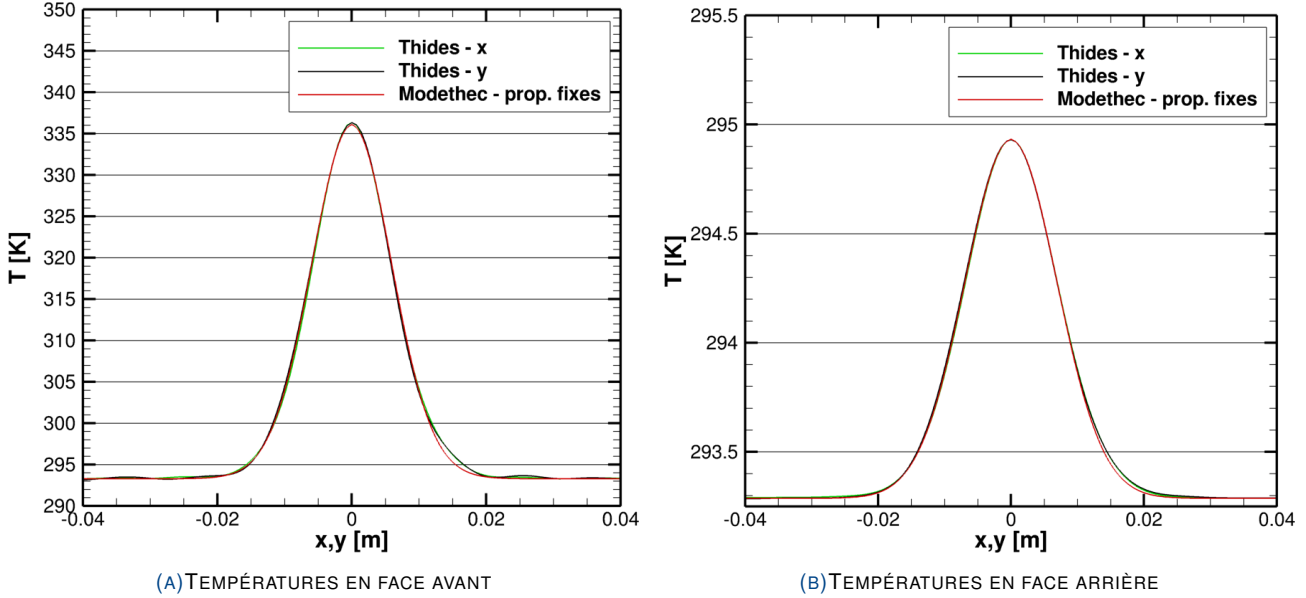 350
345
340
335
330
325
320
315
310
305
300
295
290
T [K]
-0.04
-0.02
0
0.02
0.04
x,y [m]
Thides - x
Thides - y
Modethec - prop. fixes
(A) TEMPÉRATURES EN FACE AVANT
295.5
295
294.5
294
293.5
T [K]
-0.04
-0.02
0
0.02
0.04
x,y [m]
Thides - x
Thides - y
Modethec - prop. fixes
(B) TEMPÉRATURES EN FACE ARRIÈRE